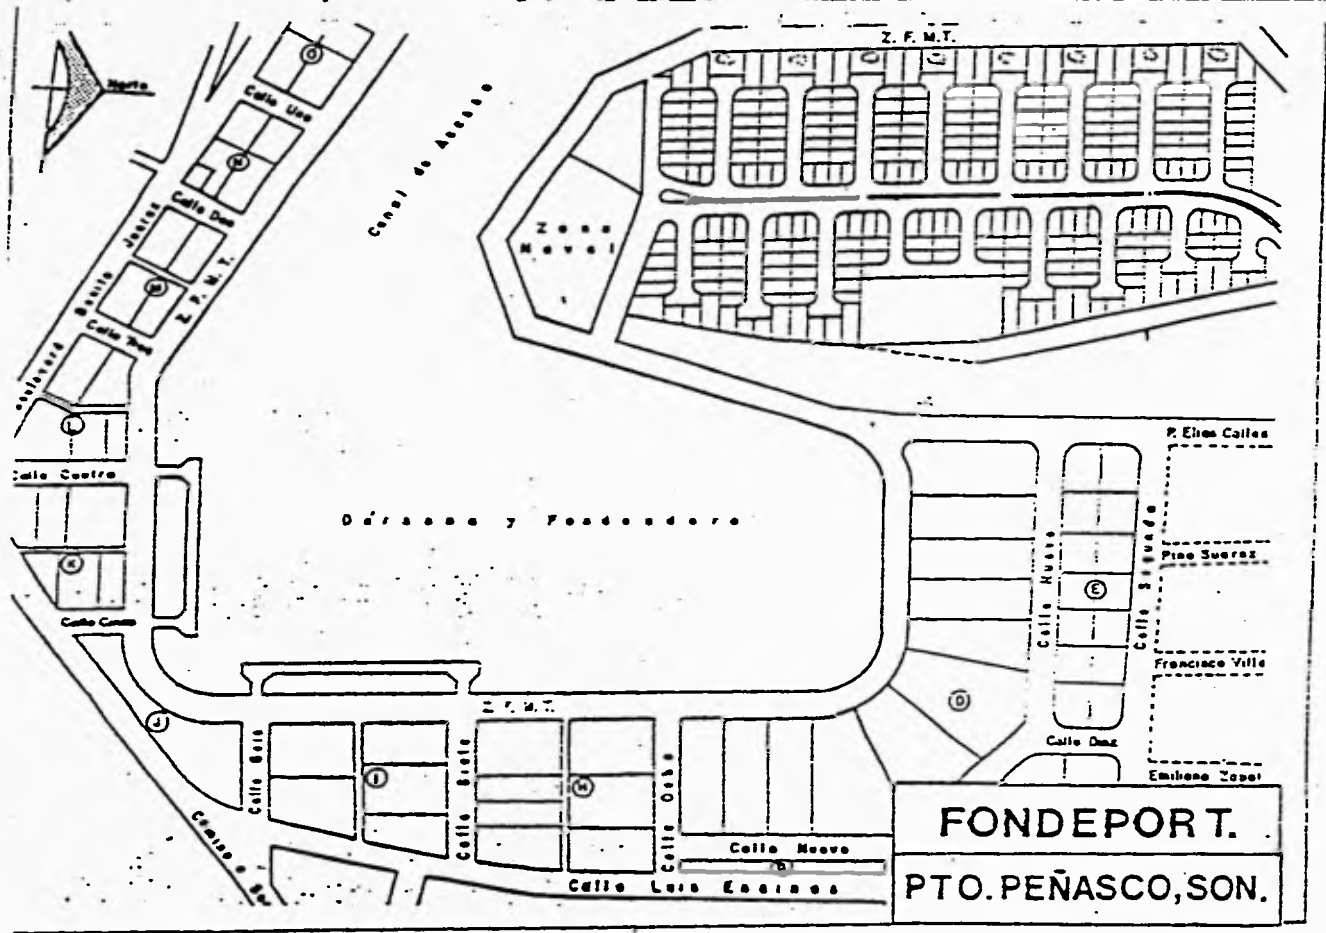 Norte
Z. F. M.T.
O
Calle Uno
N
Calle Dos
Canal de Acceso
Boulevard Benito Juarez
Z. F. M. T.
M
Calle Tres
Zona
Naval
L
Calle Cuatro
P. Elias Calles
Dársena y Fondeadero
K
Pino Suarez
Calle Nueve
E
Calle Segunda
Francisco Villa
J
Z. F. M.T.
D
Calle Diez
Calle Seis
I
Calle Siete
H
Calle Ocho
Emiliano Zapat
FONDEPORT.
Calle Nueve
Calle Luis Encinas
PTO. PEÑASCO, SON.